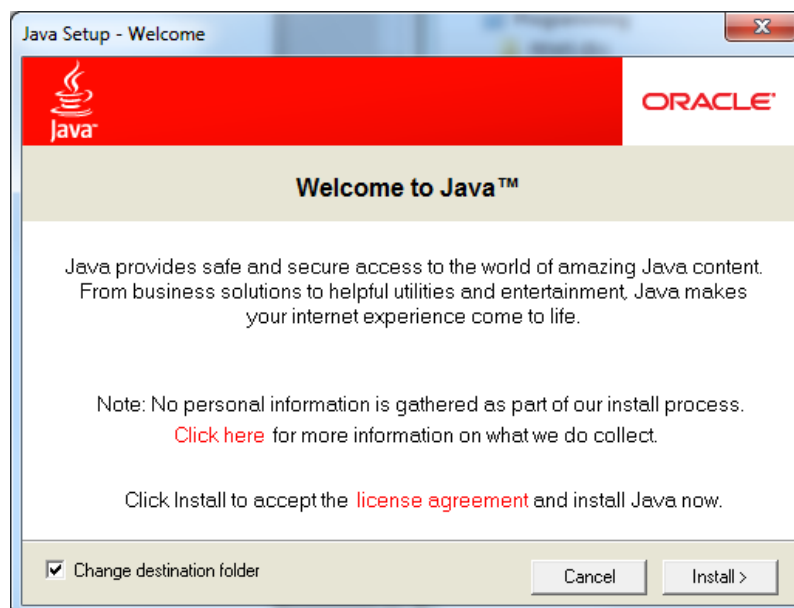 Java Setup - Welcome
Programming
Java™
ORACLE®
Welcome to Java™
Java provides safe and secure access to the world of amazing Java content.
From business solutions to helpful utilities and entertainment, Java makes
your internet experience come to life.
Note: No personal information is gathered as part of our install process.
Click here for more information on what we do collect.
Click Install to accept the license agreement and install Java now.
Change destination folder
Cancel
Install >